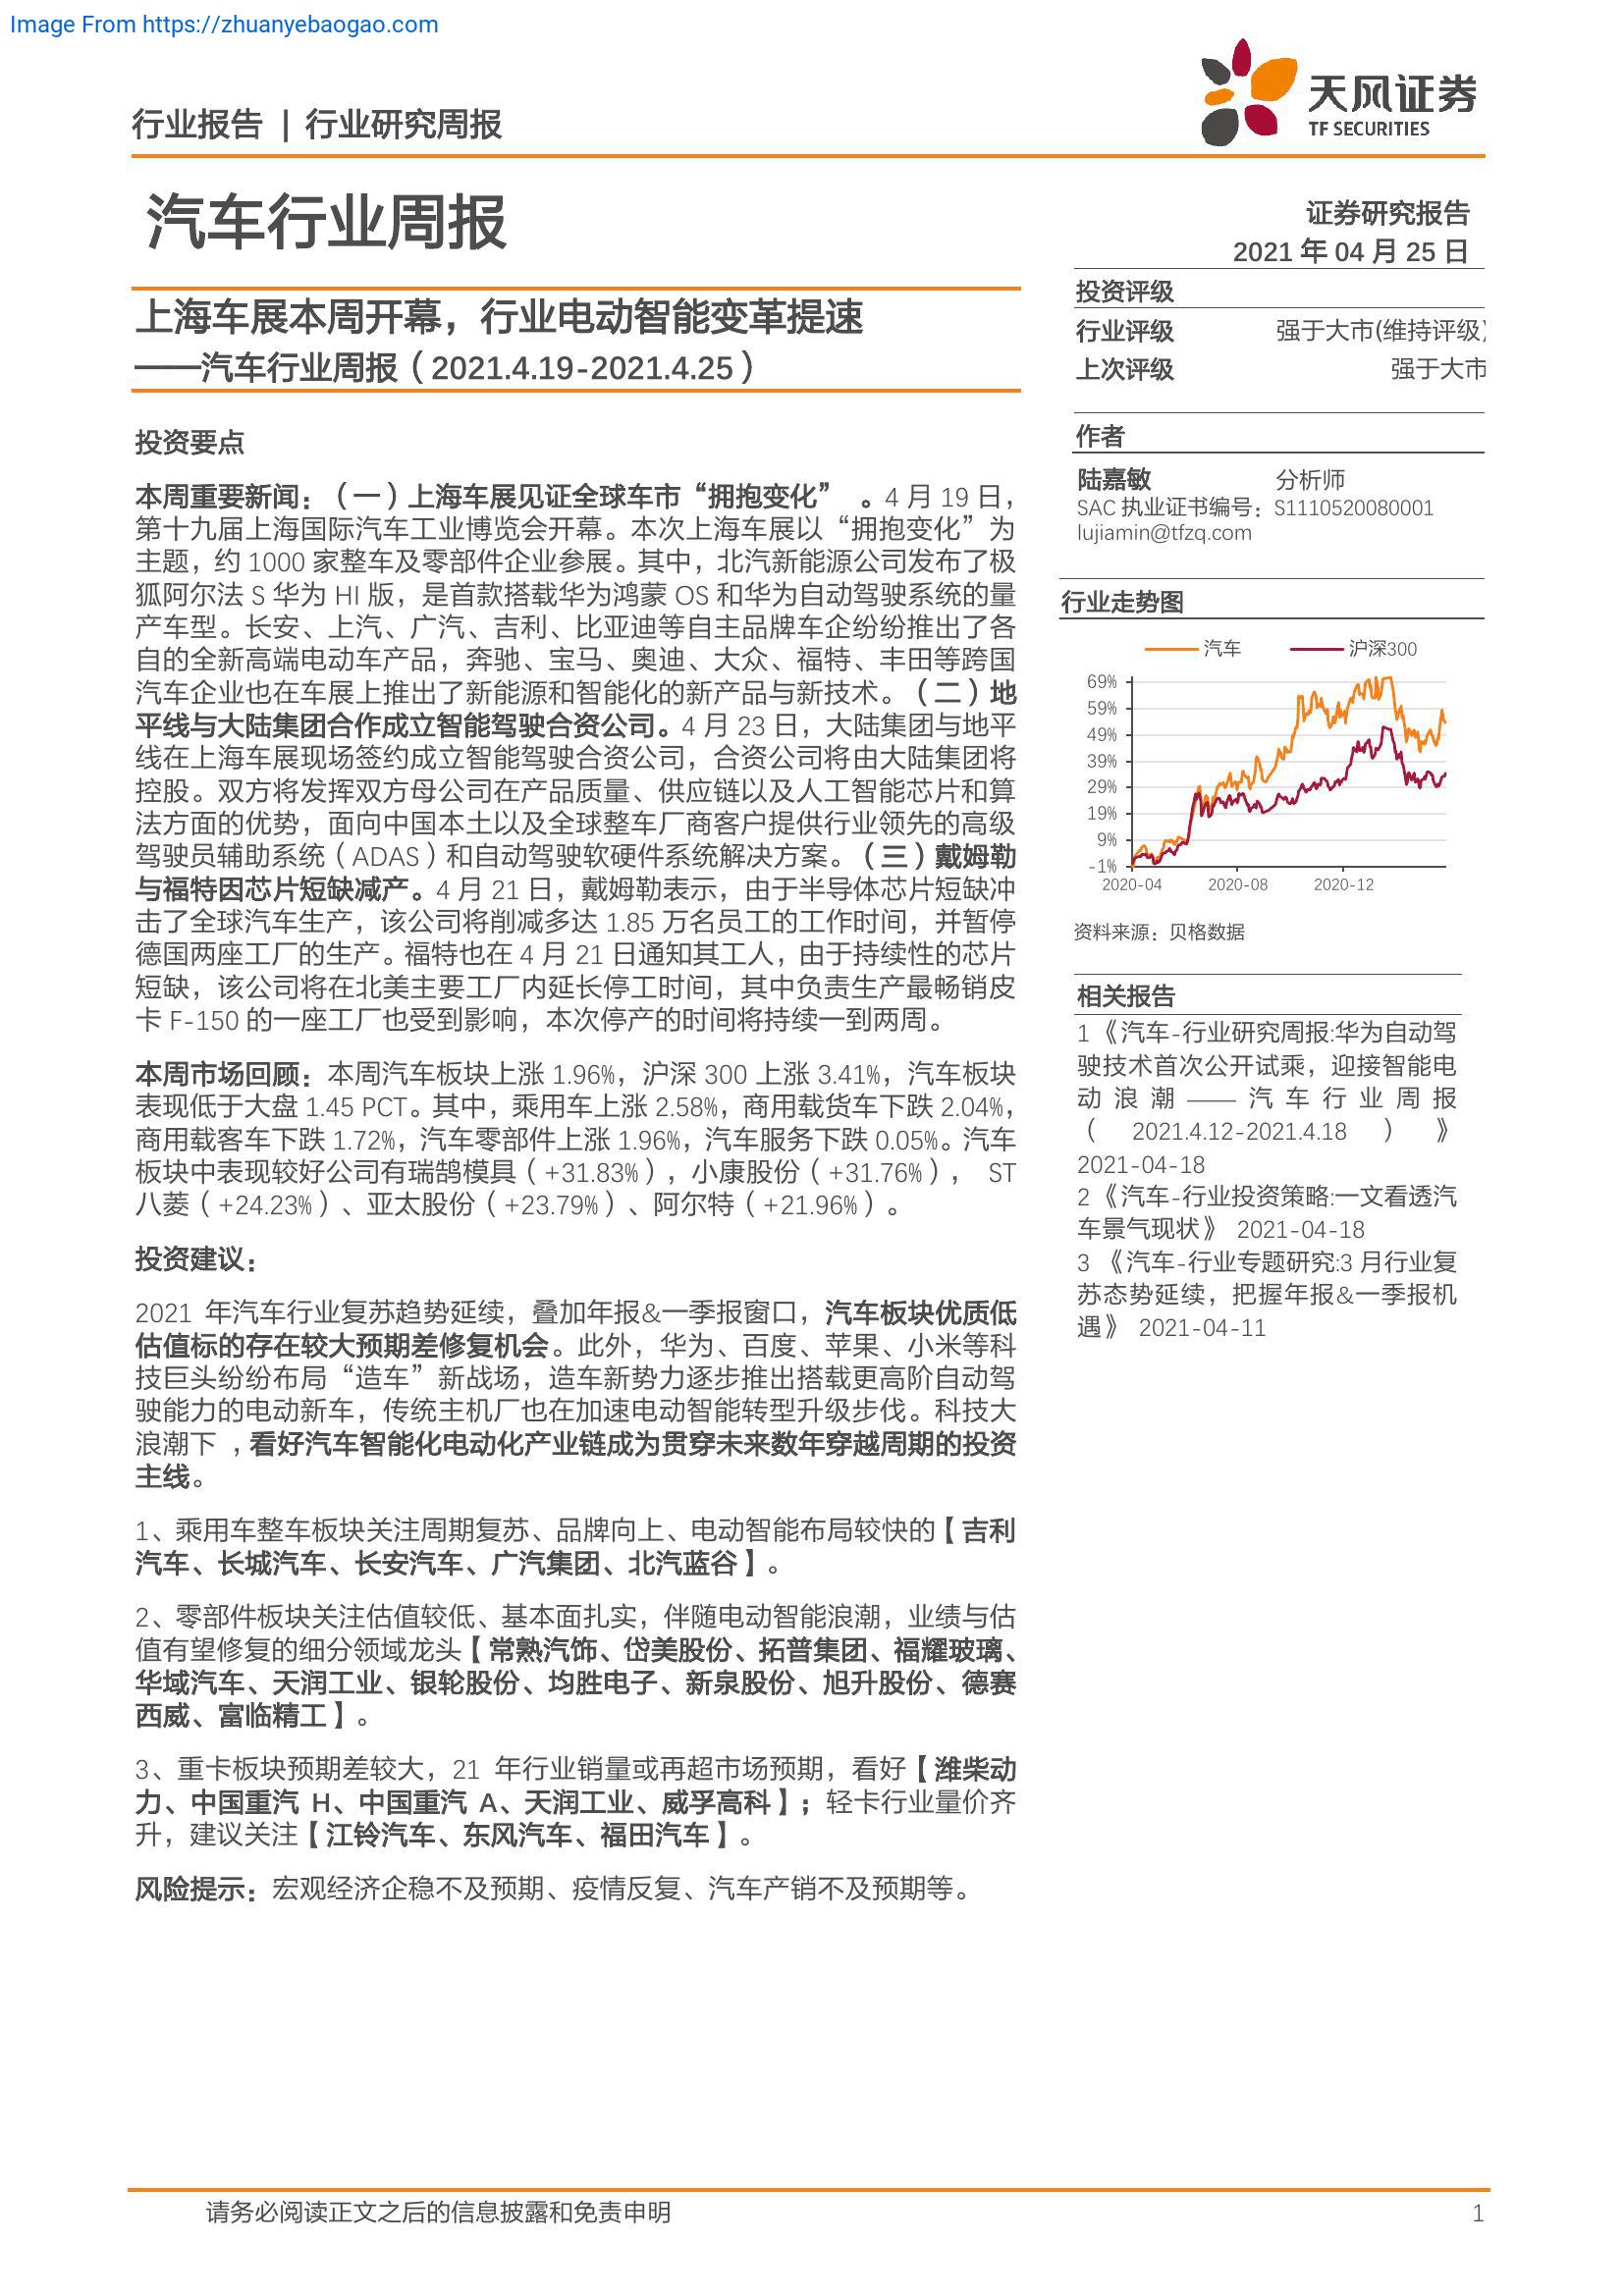 Image From https://zhuanyebaogao.com
行业报告 | 行业研究周报
天风证券
TF SECURITIES
汽车行业周报
证券研究报告
2021 年 04 月 25 日
上海车展本周开幕，行业电动智能变革提速
——汽车行业周报（2021.4.19-2021.4.25）
投资要点
本周重要新闻：（一）上海车展见证全球车市“拥抱变化” 。4 月 19 日，
第十九届上海国际汽车工业博览会开幕。本次上海车展以“拥抱变化”为
主题，约 1000 家整车及零部件企业参展。其中，北汽新能源公司发布了极
狐阿尔法 S 华为 HI 版，是首款搭载华为鸿蒙 OS 和华为自动驾驶系统的量
产车型。长安、上汽、广汽、吉利、比亚迪等自主品牌车企纷纷推出了各
自的全新高端电动车产品，奔驰、宝马、奥迪、大众、福特、丰田等跨国
汽车企业也在车展上推出了新能源和智能化的新产品与新技术。（二）地
平线与大陆集团合作成立智能驾驶合资公司。4 月 23 日，大陆集团与地平
线在上海车展现场签约成立智能驾驶合资公司，合资公司将由大陆集团将
控股。双方将发挥双方母公司在产品质量、供应链以及人工智能芯片和算
法方面的优势，面向中国本土以及全球整车厂商客户提供行业领先的高级
驾驶员辅助系统（ADAS）和自动驾驶软硬件系统解决方案。（三）戴姆勒
与福特因芯片短缺减产。4 月 21 日，戴姆勒表示，由于半导体芯片短缺冲
击了全球汽车生产，该公司将削减多达 1.85 万名员工的工作时间，并暂停
德国两座工厂的生产。福特也在 4 月 21 日通知其工人，由于持续性的芯片
短缺，该公司将在北美主要工厂内延长停工时间，其中负责生产最畅销皮
卡 F-150 的一座工厂也受到影响，本次停产的时间将持续一到两周。
本周市场回顾：本周汽车板块上涨 1.96%，沪深 300 上涨 3.41%，汽车板块
表现低于大盘 1.45 PCT。其中，乘用车上涨 2.58%，商用载货车下跌 2.04%，
商用载客车下跌 1.72%，汽车零部件上涨 1.96%，汽车服务下跌 0.05%。汽车
板块中表现较好公司有瑞鹄模具（+31.83%），小康股份（+31.76%）， ST
八菱（+24.23%）、亚太股份（+23.79%）、阿尔特（+21.96%）。
投资建议：
2021 年汽车行业复苏趋势延续，叠加年报&一季报窗口，汽车板块优质低
估值标的存在较大预期差修复机会。此外，华为、百度、苹果、小米等科
技巨头纷纷布局“造车”新战场，造车新势力逐步推出搭载更高阶自动驾
驶能力的电动新车，传统主机厂也在加速电动智能转型升级步伐。科技大
浪潮下 ，看好汽车智能化电动化产业链成为贯穿未来数年穿越周期的投资
主线。
1、乘用车整车板块关注周期复苏、品牌向上、电动智能布局较快的【吉利
汽车、长城汽车、长安汽车、广汽集团、北汽蓝谷】。
2、零部件板块关注估值较低、基本面扎实，伴随电动智能浪潮，业绩与估
值有望修复的细分领域龙头【常熟汽饰、岱美股份、拓普集团、福耀玻璃、
华域汽车、天润工业、银轮股份、均胜电子、新泉股份、旭升股份、德赛
西威、富临精工】。
3、重卡板块预期差较大，21 年行业销量或再超市场预期，看好【潍柴动
力、中国重汽 H、中国重汽 A、天润工业、威孚高科】；轻卡行业量价齐
升，建议关注【江铃汽车、东风汽车、福田汽车】。
风险提示：宏观经济企稳不及预期、疫情反复、汽车产销不及预期等。
投资评级
行业评级 强于大市(维持评级)
上次评级 强于大市
作者
陆嘉敏 分析师
SAC 执业证书编号：S1110520080001
lujiamin@tfzq.com
行业走势图
汽车 沪深300
69%
59%
49%
39%
29%
19%
9%
-1%
2020-04 2020-08 2020-12
资料来源：贝格数据
相关报告
1 《汽车-行业研究周报:华为自动驾
驶技术首次公开试乘，迎接智能电
动浪潮——汽车行业周报
（ 2021.4.12-2021.4.18 ）》
2021-04-18
2 《汽车-行业投资策略:一文看透汽
车景气现状》 2021-04-18
3 《汽车-行业专题研究:3 月行业复
苏态势延续，把握年报&一季报机
遇》 2021-04-11
请务必阅读正文之后的信息披露和免责申明 1